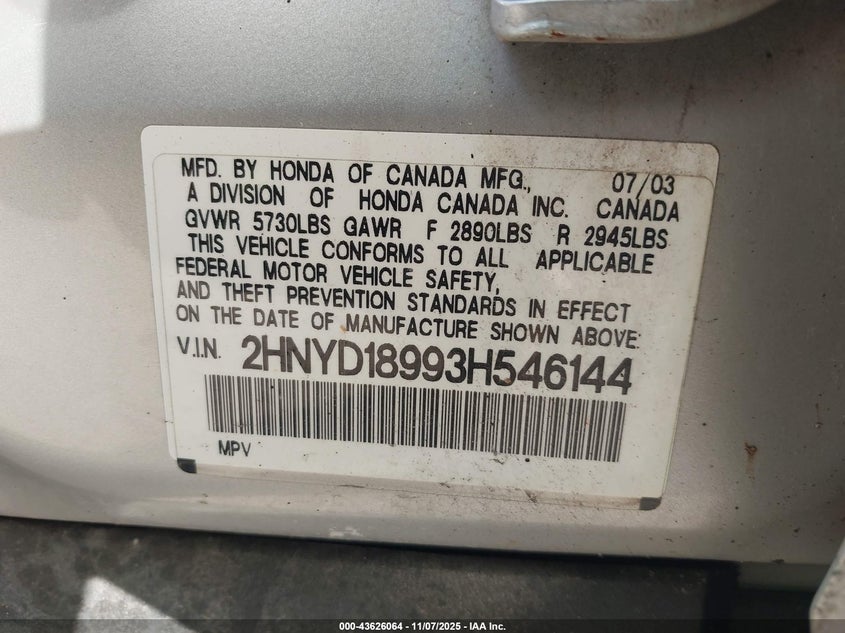 MFD. BY HONDA OF CANADA MFG., 07/03
A DIVISION OF HONDA CANADA INC. CANADA
GVWR 5730LBS GAWR F 2890LBS R 2945LBS
THIS VEHICLE CONFORMS TO ALL APPLICABLE
FEDERAL MOTOR VEHICLE SAFETY,
AND THEFT PREVENTION STANDARDS IN EFFECT
ON THE DATE OF MANUFACTURE SHOWN ABOVE.
V.I.N. 2HNYD18993H546144
MPV
000-43626064 - 11/07/2025 - IAA Inc.